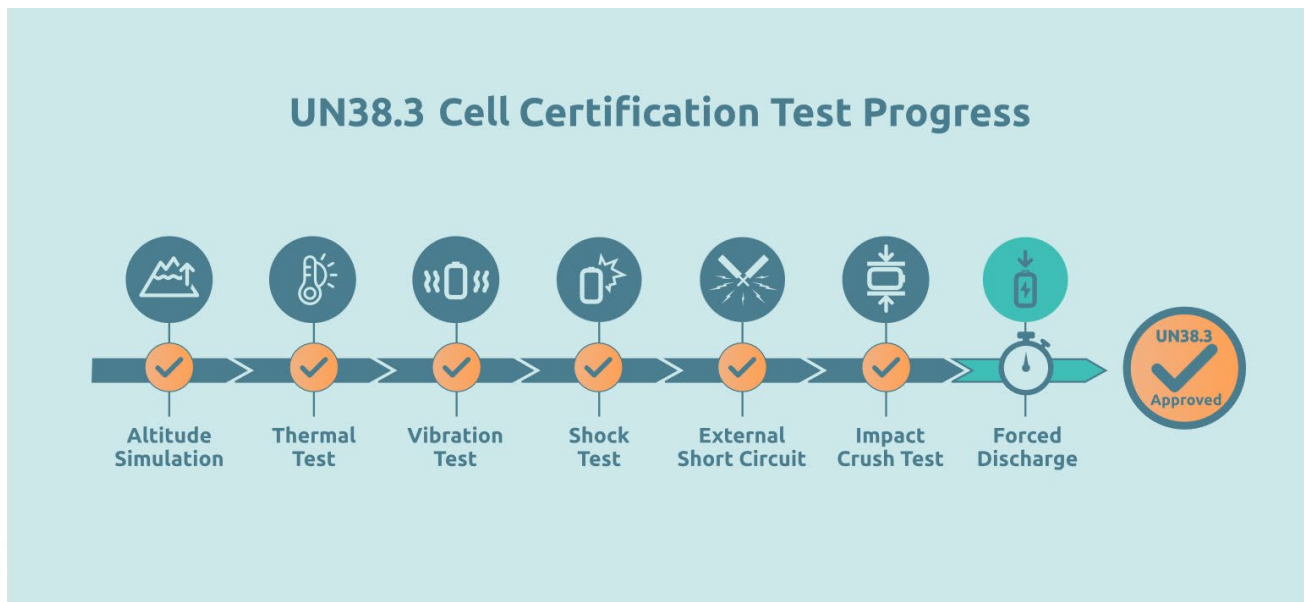 UN38.3 Cell Certification Test Progress
UN38.3
Approved
Altitude
Simulation
Thermal
Test
Vibration
Test
Shock
Test
External
Short Circuit
Impact
Crush Test
Forced
Discharge